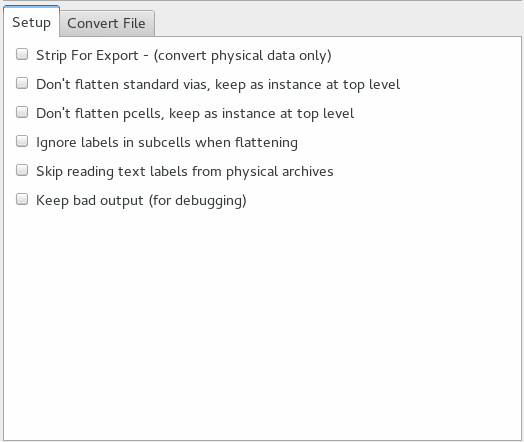 Setup
Convert File
Strip For Export - (convert physical data only)
Don't flatten standard vias, keep as instance at top level
Don't flatten pcells, keep as instance at top level
Ignore labels in subcells when flattening
Skip reading text labels from physical archives
Keep bad output (for debugging)